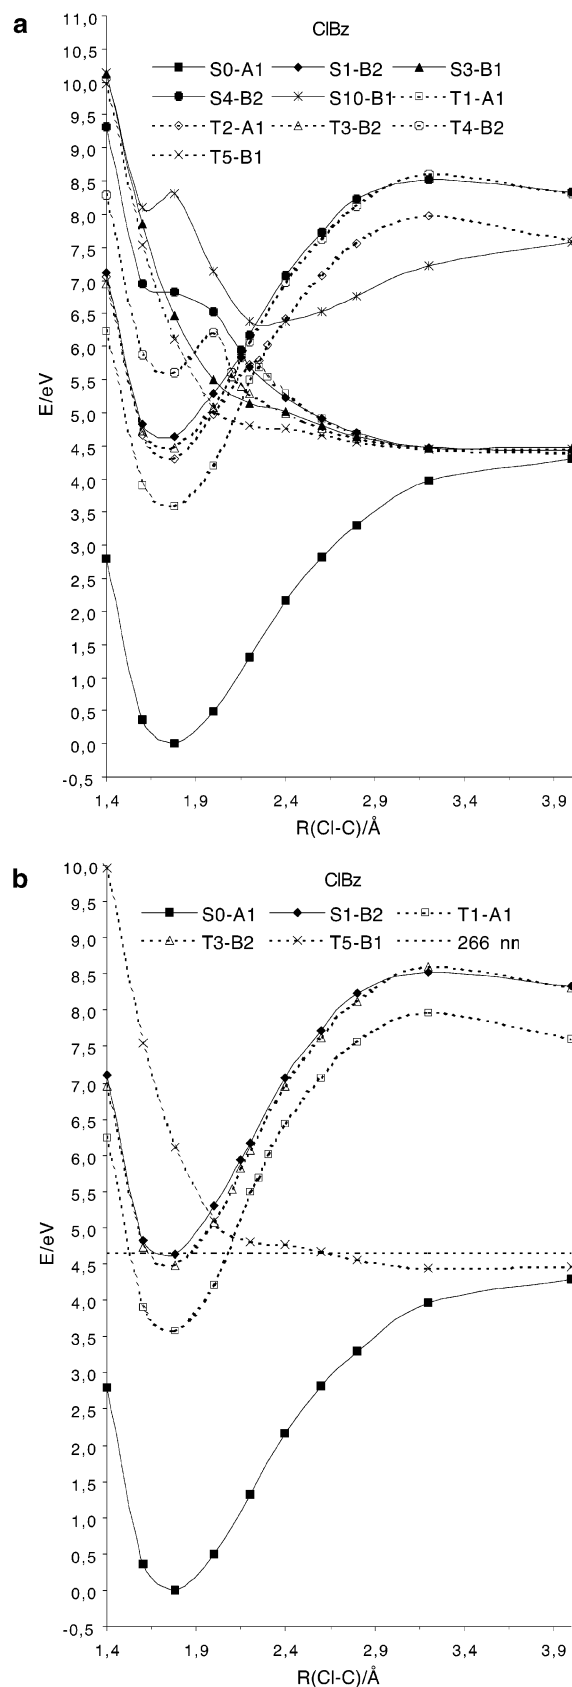 a
ClBz
S0-A1 S1-B2 S3-B1
S4-B2 S10-B1 T1-A1
T2-A1 T3-B2 T4-B2
T5-B1
11,0
10,5
10,0
9,5
9,0
8,5
8,0
7,5
7,0
6,5
6,0
5,5
5,0
4,5
4,0
3,5
3,0
2,5
2,0
1,5
1,0
0,5
0,0
-0,5
E/eV
1,4 1,9 2,4 2,9 3,4 3,9
R(Cl-C)/Å
b
ClBz
S0-A1 S1-B2 T1-A1
T3-B2 T5-B1 266 nn
10,0
9,5
9,0
8,5
8,0
7,5
7,0
6,5
6,0
5,5
5,0
4,5
4,0
3,5
3,0
2,5
2,0
1,5
1,0
0,5
0,0
-0,5
E/eV
1,4 1,9 2,4 2,9 3,4 3,9
R(Cl-C)/Å